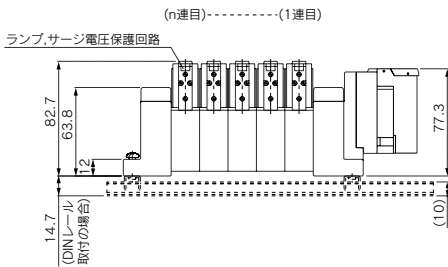 (n連目)----------(1連目)
ランプ,サージ電圧保護回路
82.7
63.8
12
77.3
14.7
(DINレール
取付の場合)
(10)